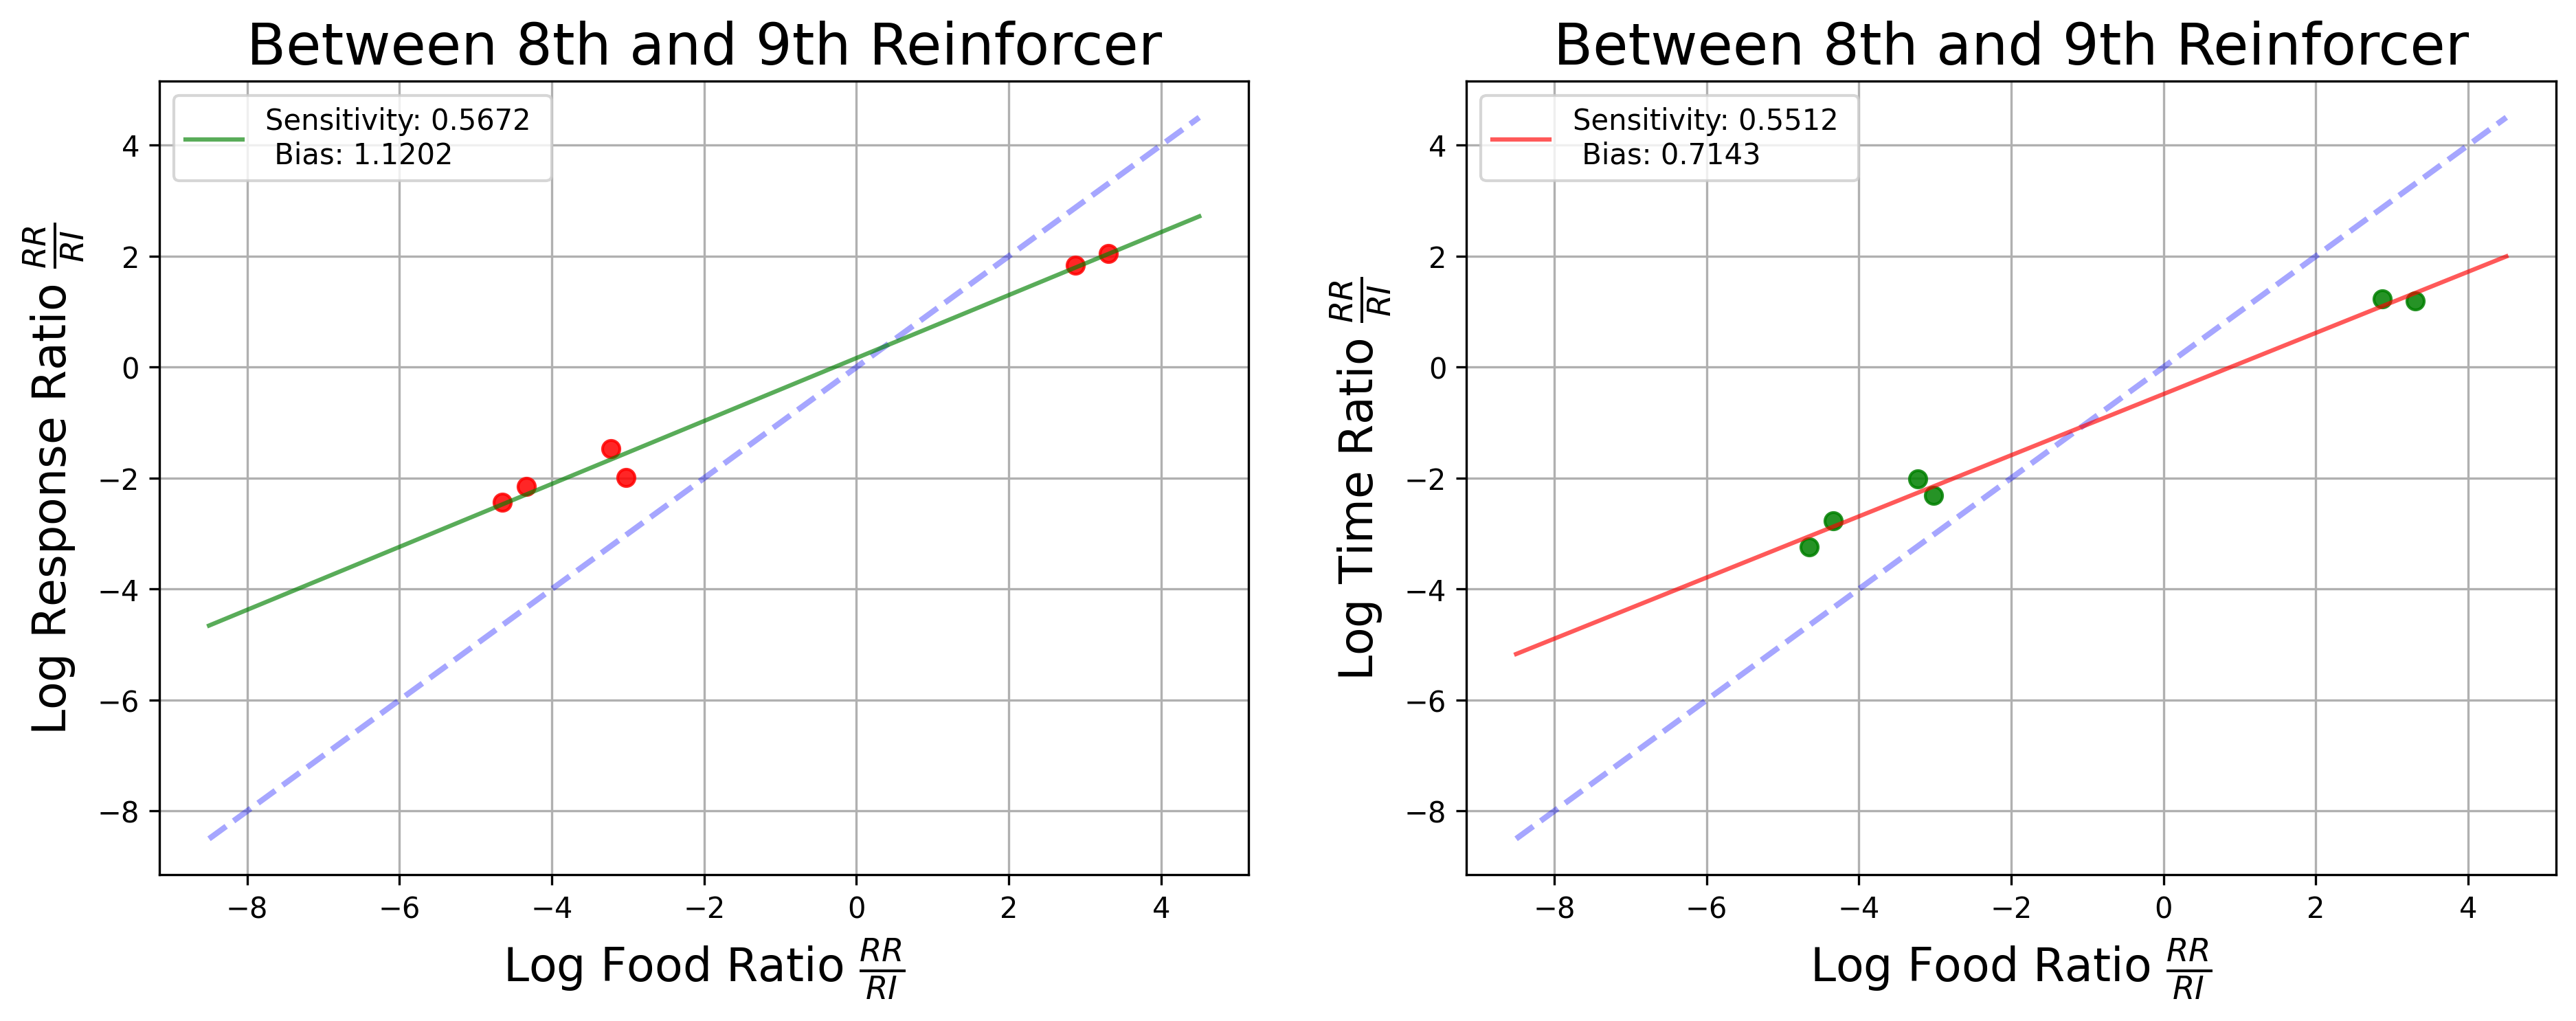 Between 8th and 9th Reinforcer
Sensitivity: 0.5672
Bias: 1.1202
4
2
0
−2
−4
−6
−8
−8 −6 −4 −2 0 2 4
Log Response Ratio RR/RI
Log Food Ratio RR/RI
Between 8th and 9th Reinforcer
Sensitivity: 0.5512
Bias: 0.7143
4
2
0
−2
−4
−6
−8
−8 −6 −4 −2 0 2 4
Log Time Ratio RR/RI
Log Food Ratio RR/RI